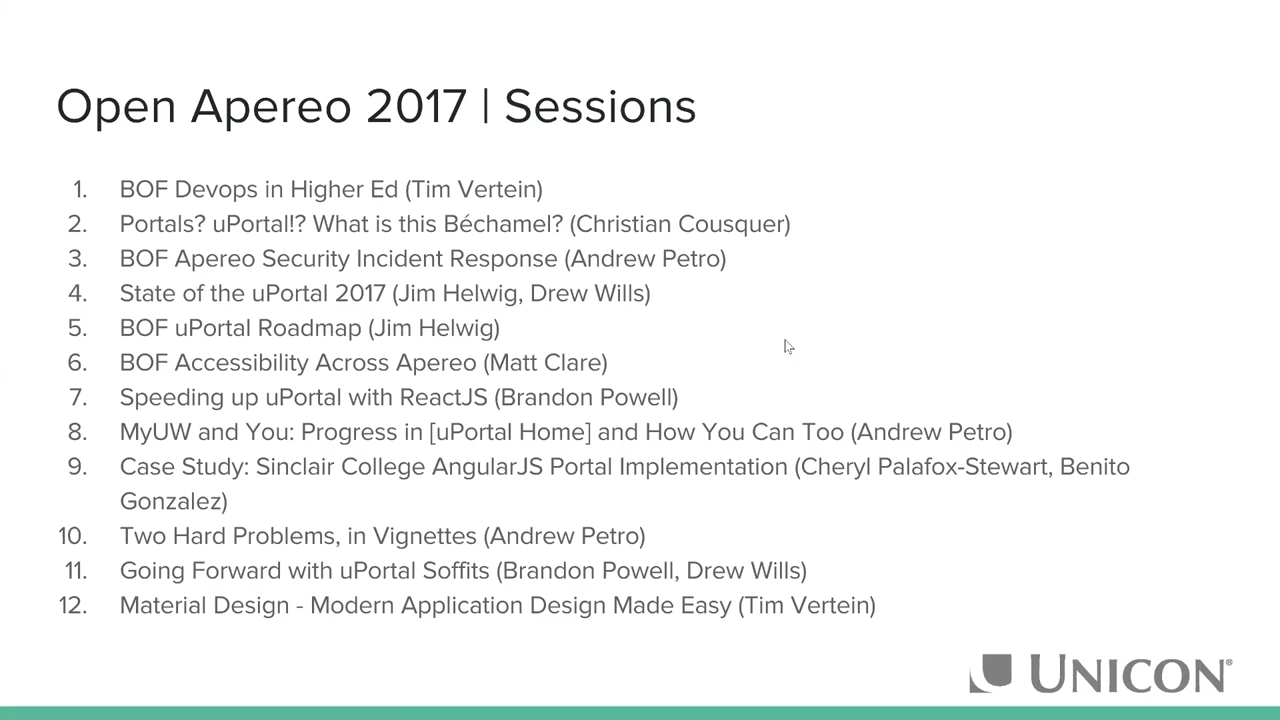 Open Apereo 2017 | Sessions
1. BOF Devops in Higher Ed (Tim Vertein)
2. Portals? uPortal!? What is this Béchamel? (Christian Cousquer)
3. BOF Apereo Security Incident Response (Andrew Petro)
4. State of the uPortal 2017 (Jim Helwig, Drew Wills)
5. BOF uPortal Roadmap (Jim Helwig)
6. BOF Accessibility Across Apereo (Matt Clare)
7. Speeding up uPortal with ReactJS (Brandon Powell)
8. MyUW and You: Progress in [uPortal Home] and How You Can Too (Andrew Petro)
9. Case Study: Sinclair College AngularJS Portal Implementation (Cheryl Palafox-Stewart, Benito
Gonzalez)
10. Two Hard Problems, in Vignettes (Andrew Petro)
11. Going Forward with uPortal Soffits (Brandon Powell, Drew Wills)
12. Material Design - Modern Application Design Made Easy (Tim Vertein)
UNICON®